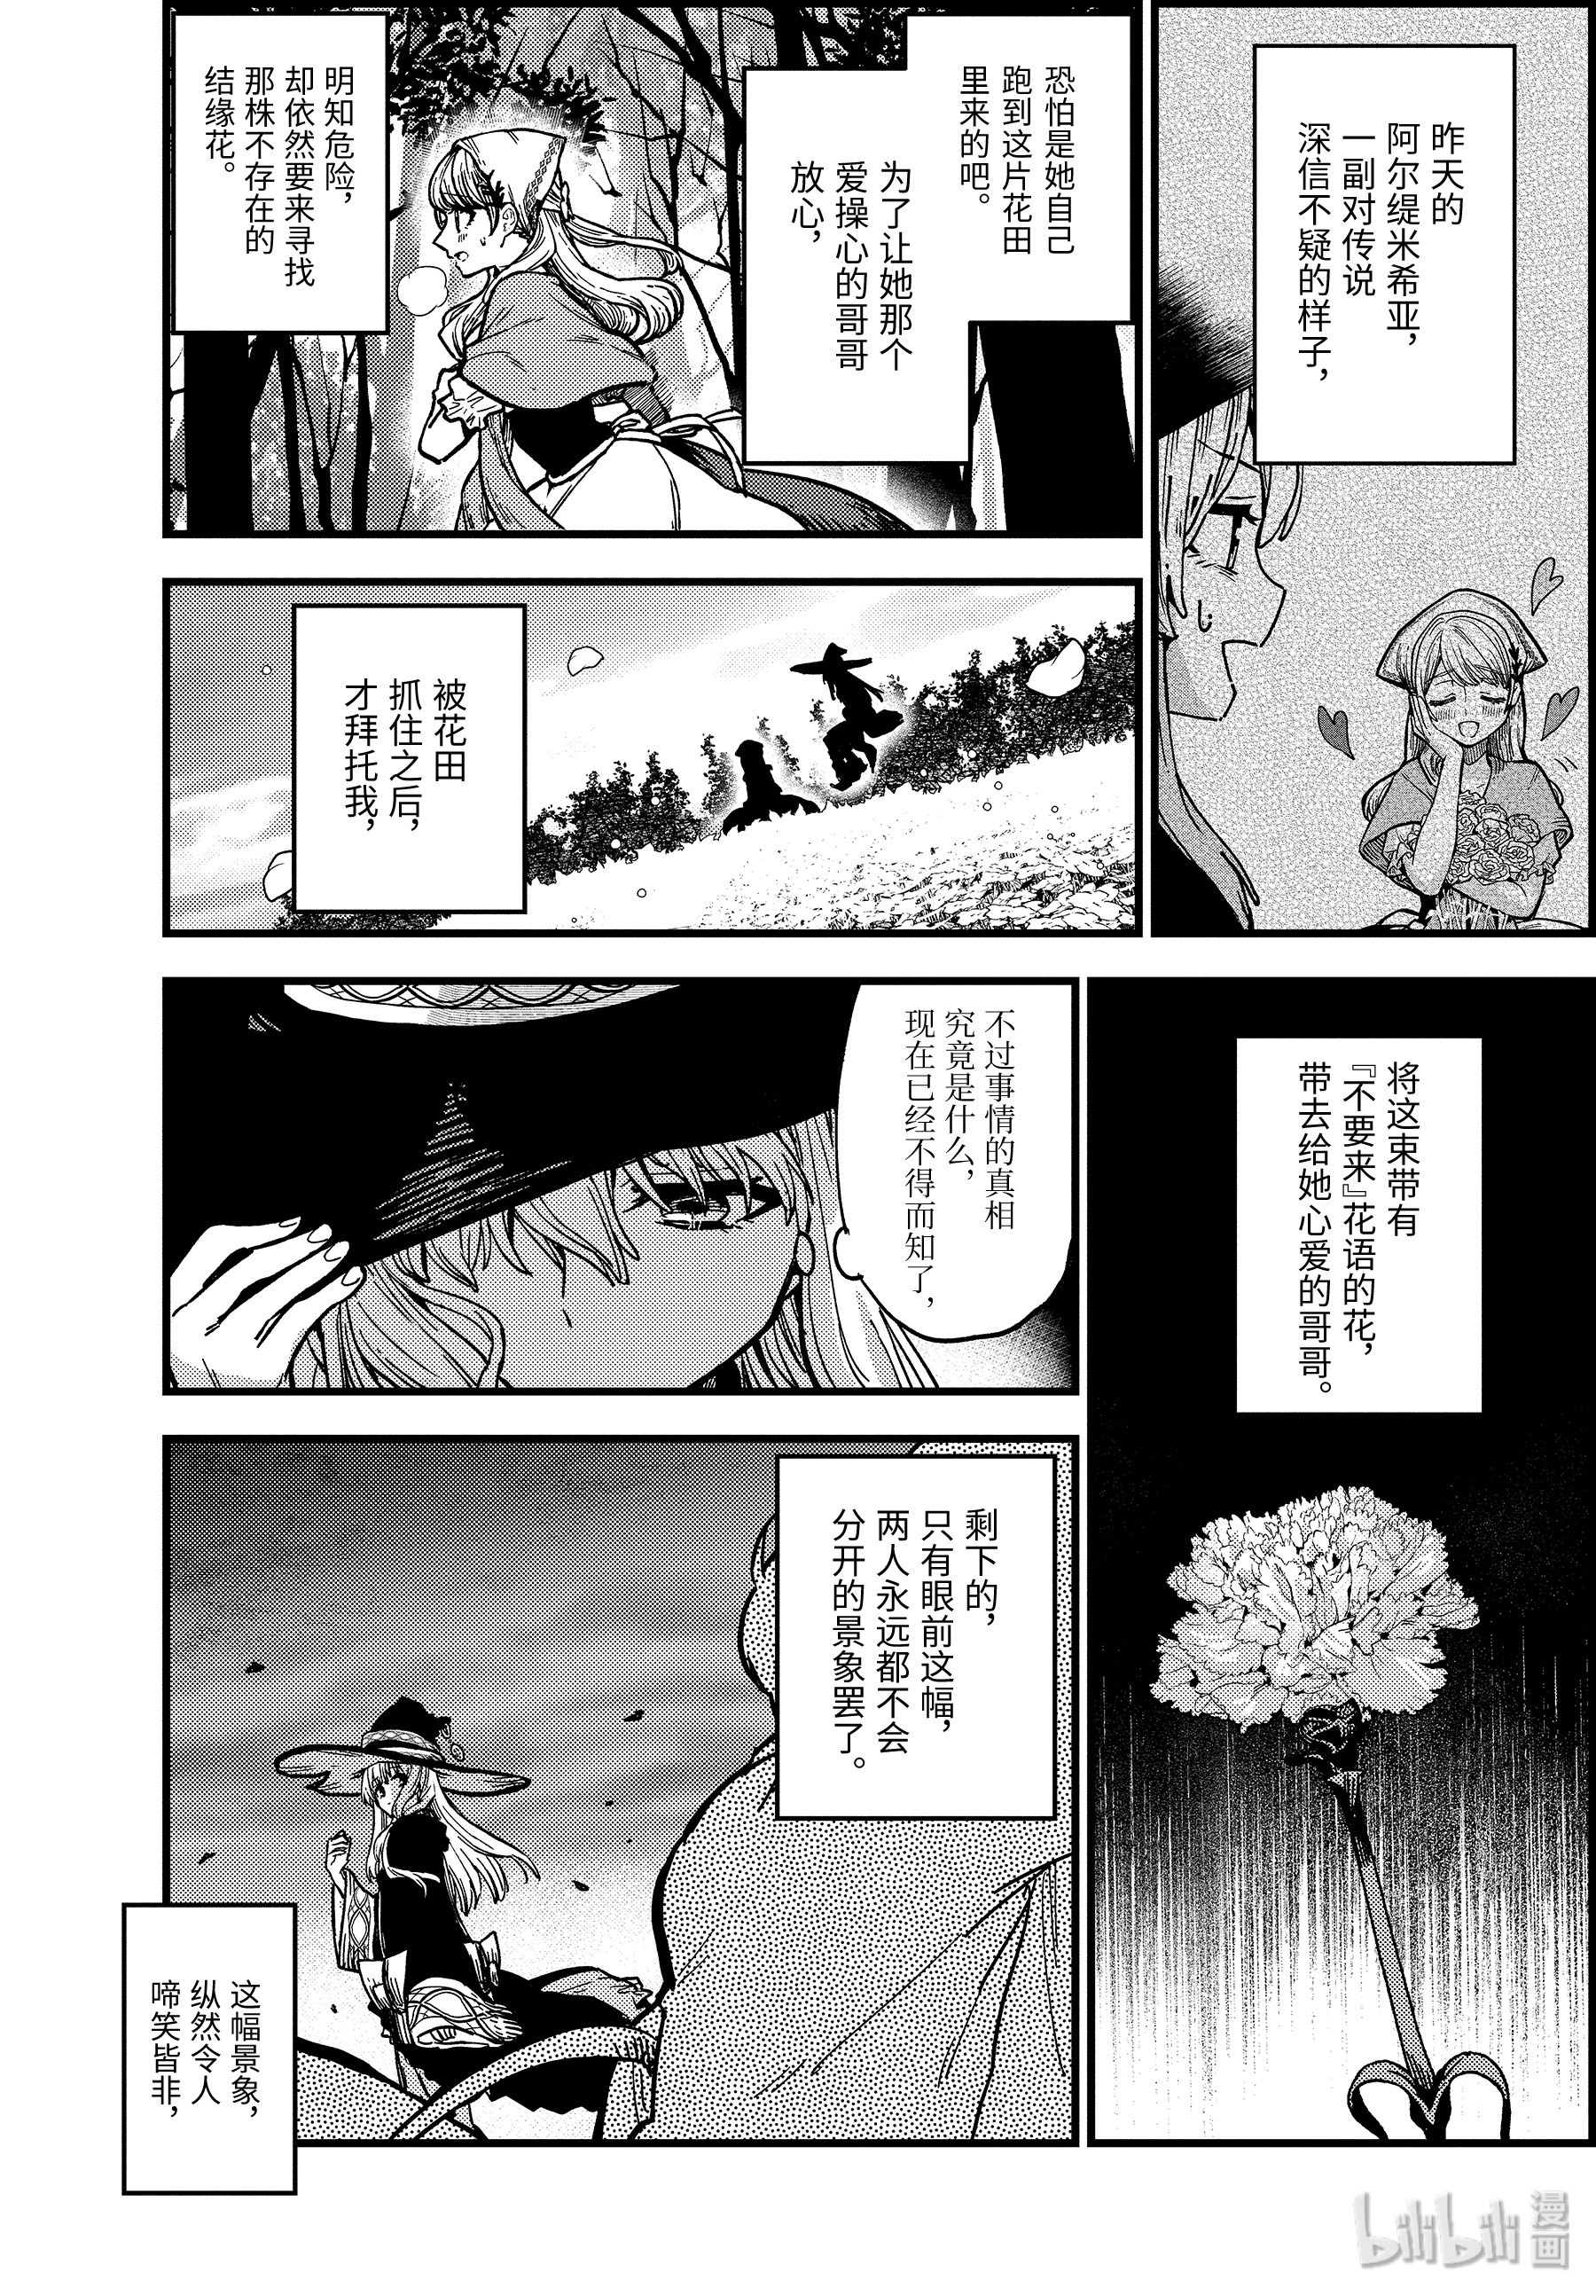 昨天的
阿尔缇米希亚，
一副对传说
深信不疑的样子，
恐怕是她自己
跑到这片花田
里来的吧。
为了让她那个
爱操心的哥哥
放心，
明知危险，
却依然要来寻找
那株不存在的
结缘花。
被花田
抓住之后，
才拜托我，
将这束带有
『不要来』花语的花，
带去给她心爱的哥哥。
不过事情的真相
究竟是什么，
现在已经不得而知了，
剩下的，
只有眼前这幅，
两人永远都不会
分开的景象罢了。
这幅景象，
纵然令人
啼笑皆非，
bilibili
漫画